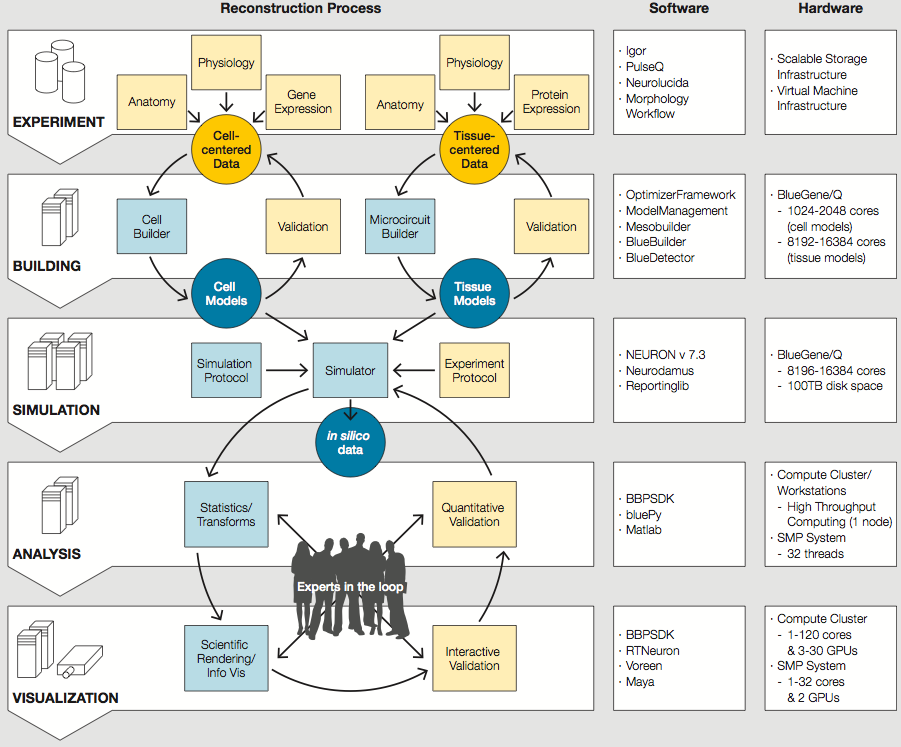 Reconstruction Process
Software
Hardware
EXPERIMENT
Physiology
Anatomy
Gene
Expression
Cell-
centered
Data
Physiology
Anatomy
Protein
Expression
Tissue-
centered
Data
· Igor
· PulseQ
· Neurolucida
· Morphology
Workflow
· Scalable Storage
Infrastructure
· Virtual Machine
Infrastructure
BUILDING
Cell
Builder
Validation
Cell
Models
Microcircuit
Builder
Validation
Tissue
Models
· OptimizerFramework
· ModelManagement
· Mesobuilder
· BlueBuilder
· BlueDetector
· BlueGene/Q
- 1024-2048 cores
(cell models)
- 8192-16384 cores
(tissue models)
SIMULATION
Simulation
Protocol
Simulator
Experiment
Protocol
in silico
data
· NEURON v 7.3
· Neurodamus
· Reportinglib
· BlueGene/Q
- 8196-16384 cores
- 100TB disk space
ANALYSIS
Statistics/
Transforms
Quantitative
Validation
Experts in the loop
· BBPSDK
· bluePy
· Matlab
· Compute Cluster/
Workstations
- High Throughput
Computing (1 node)
· SMP System
- 32 threads
VISUALIZATION
Scientific
Rendering/
Info Vis
Interactive
Validation
· BBPSDK
· RTNeuron
· Voreen
· Maya
· Compute Cluster
- 1-120 cores
& 3-30 GPUs
· SMP System
- 1-32 cores
& 2 GPUs